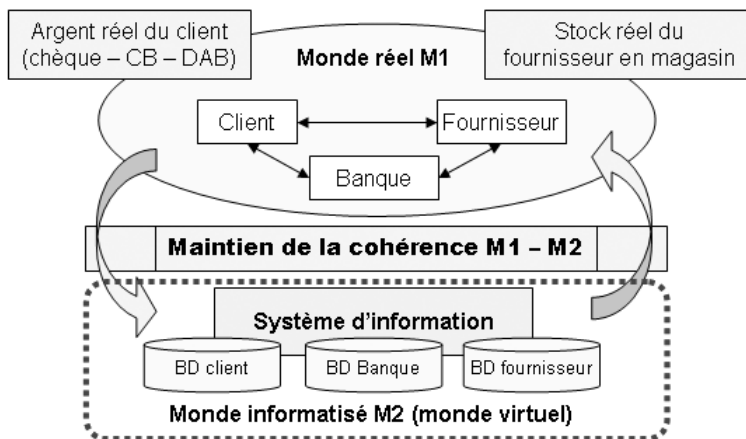 Argent réel du client
(chèque – CB – DAB)
Monde réel M1
Stock réel du
fournisseur en magasin
Client
Fournisseur
Banque
Maintien de la cohérence M1 – M2
Système d'information
BD client
BD Banque
BD fournisseur
Monde informatisé M2 (monde virtuel)